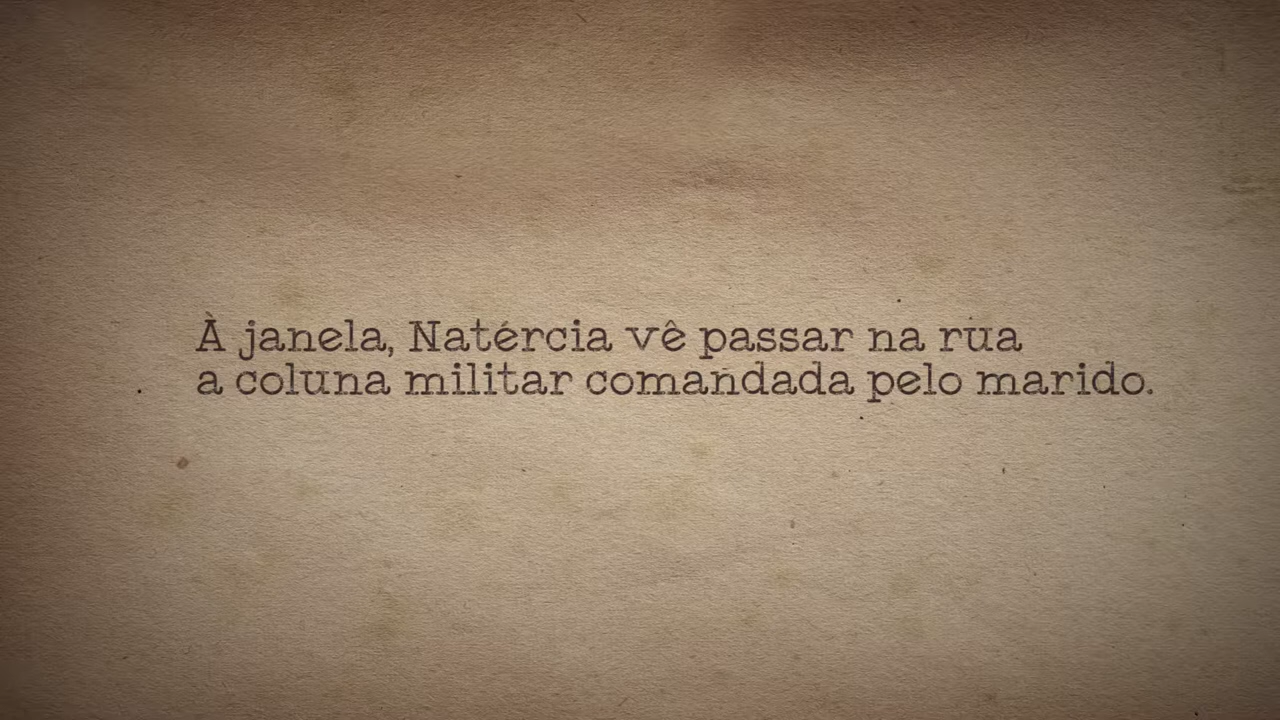 À janela, Natércia vê passar na rua
a coluna militar comandada pelo marido.